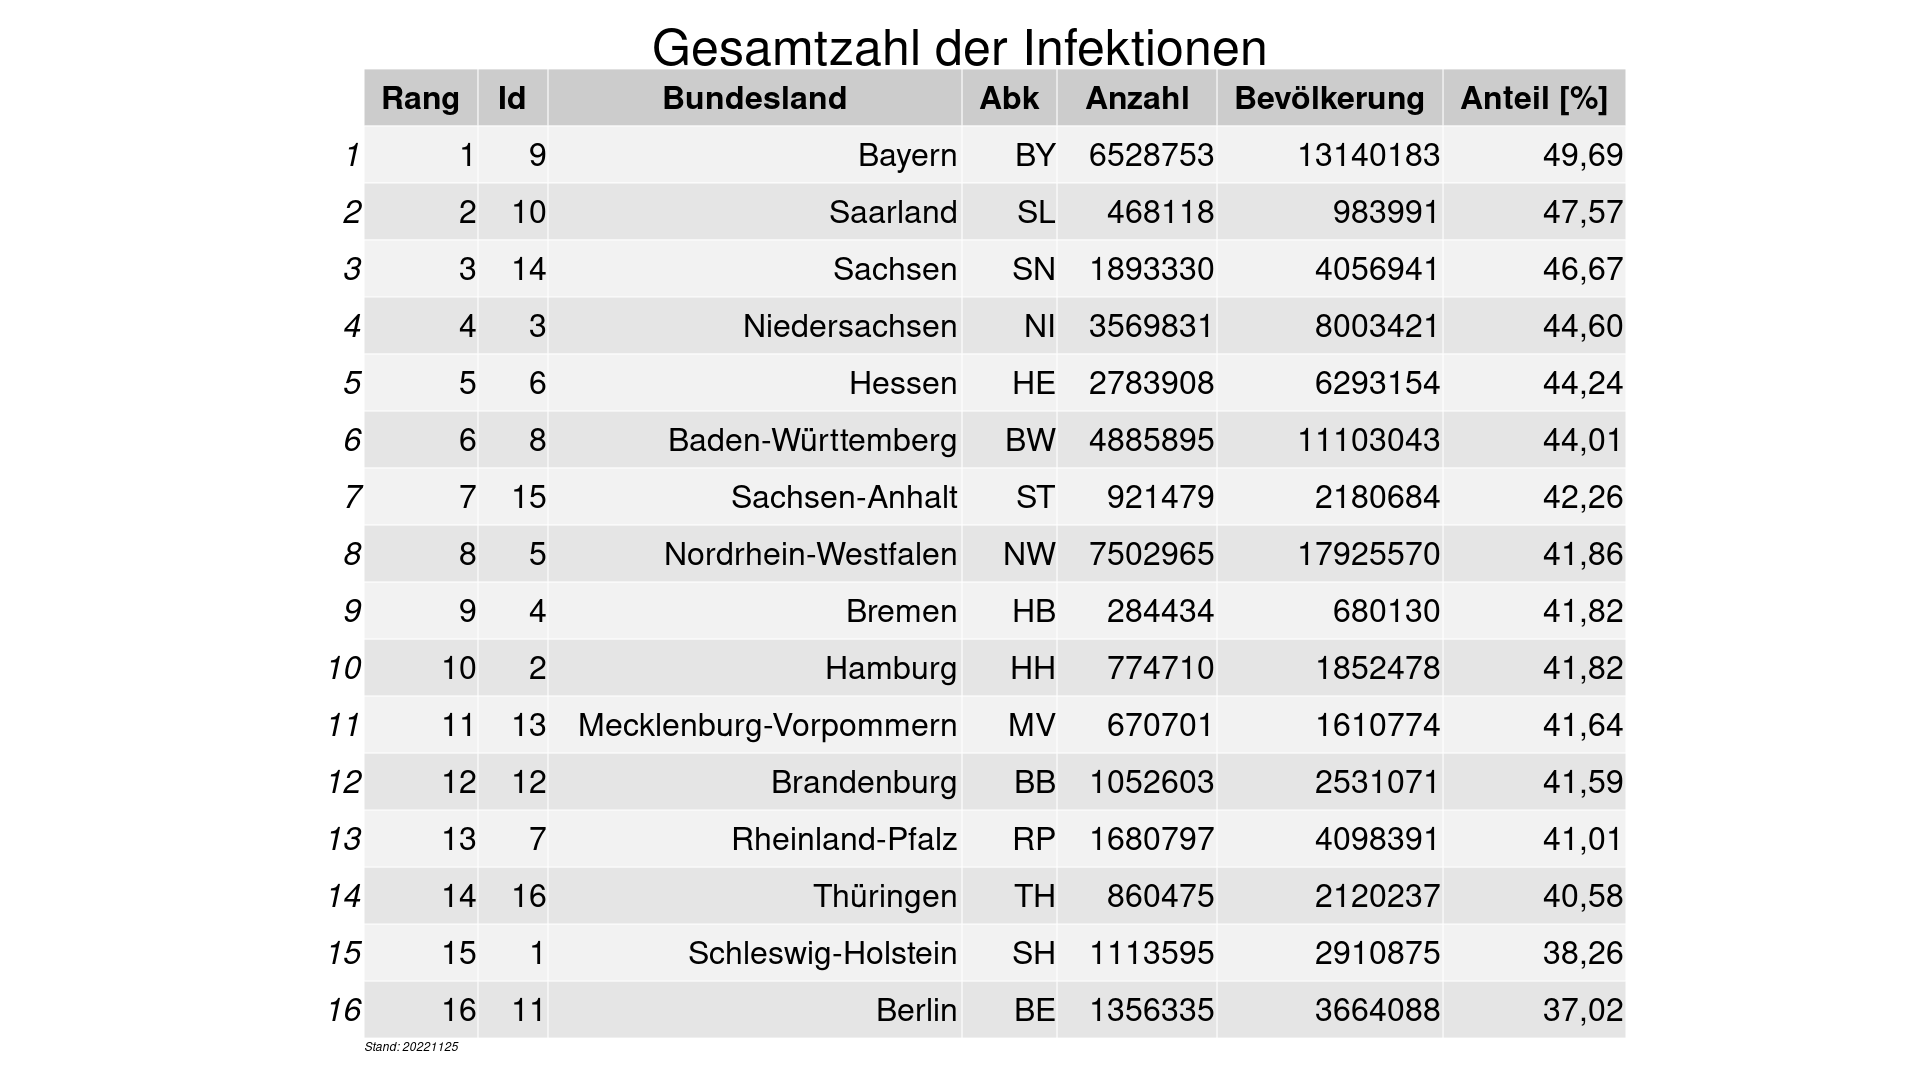 Gesamtzahl der Infektionen
Rang Id Bundesland Abk Anzahl Bevölkerung Anteil [%]
1 1 9 Bayern BY 6528753 13140183 49,69
2 2 10 Saarland SL 468118 983991 47,57
3 3 14 Sachsen SN 1893330 4056941 46,67
4 4 3 Niedersachsen NI 3569831 8003421 44,60
5 5 6 Hessen HE 2783908 6293154 44,24
6 6 8 Baden-Württemberg BW 4885895 11103043 44,01
7 7 15 Sachsen-Anhalt ST 921479 2180684 42,26
8 8 5 Nordrhein-Westfalen NW 7502965 17925570 41,86
9 9 4 Bremen HB 284434 680130 41,82
10 10 2 Hamburg HH 774710 1852478 41,82
11 11 13 Mecklenburg-Vorpommern MV 670701 1610774 41,64
12 12 12 Brandenburg BB 1052603 2531071 41,59
13 13 7 Rheinland-Pfalz RP 1680797 4098391 41,01
14 14 16 Thüringen TH 860475 2120237 40,58
15 15 1 Schleswig-Holstein SH 1113595 2910875 38,26
16 16 11 Berlin BE 1356335 3664088 37,02
Stand: 20221125